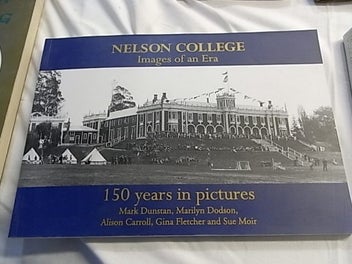 NELSON COLLEGE
Images of an Era
150 years in pictures
Mark Dunstan, Marilyn Dodson,
Alison Carroll, Gina Fletcher and Sue Moir